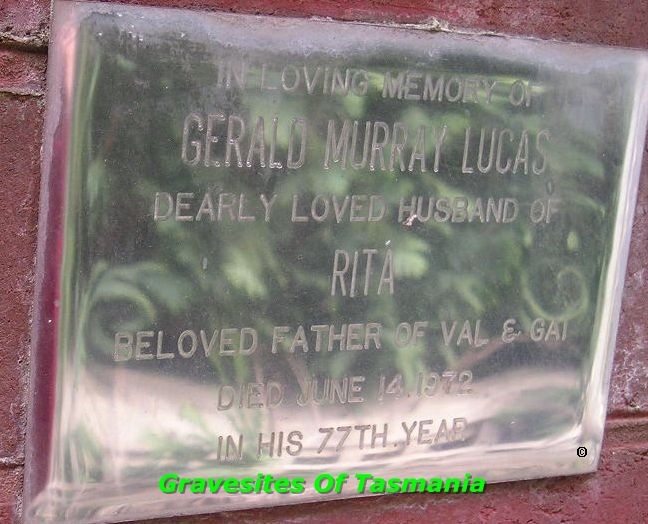 IN LOVING MEMORY OF
GERALD MURRAY LUCAS
DEARLY LOVED HUSBAND OF
RITA
BELOVED FATHER OF VAL &
DIED JUNE 14.1972
IN HIS 77TH.YEAR
©
Gravesites Of Tasmania